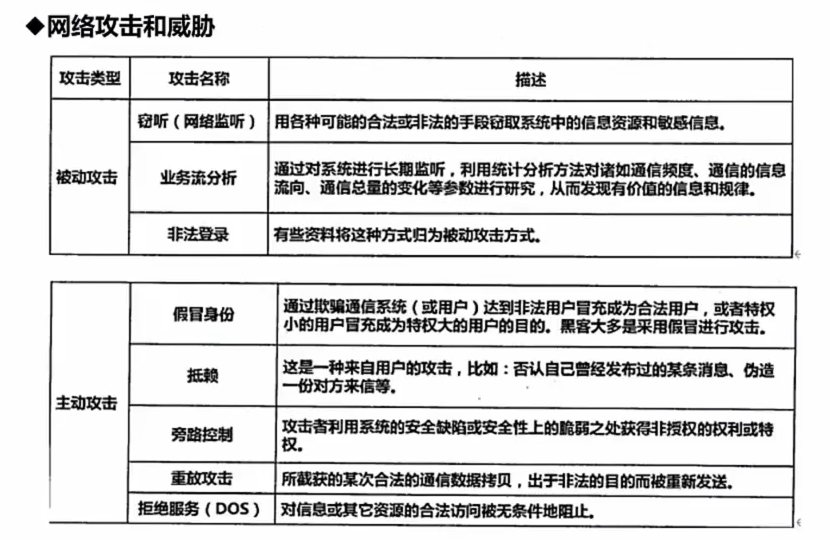 ◆网络攻击和威胁
攻击类型 攻击名称 描述
被动攻击
窃听（网络监听） 用各种可能的合法或非法的手段窃取系统中的信息资源和敏感信息。
业务流分析 通过对系统进行长期监听，利用统计分析方法对诸如通信频度、通信的信息
流向、通信总量的变化等参数进行研究，从而发现有价值的信息和规律。
非法登录 有些资料将这种方式归为被动攻击方式。
主动攻击
假冒身份 通过欺骗通信系统（或用户）达到非法用户冒充成为合法用户，或者特权
小的用户冒充成为特权大的用户的目的。黑客大多是采用假冒进行攻击。
抵赖 这是一种来自用户的攻击，比如：否认自己曾经发布过的某条消息、伪造
一份对方来信等。
旁路控制 攻击者利用系统的安全缺陷或安全性上的脆弱之处获得非授权的权利或特
权。
重放攻击 所截获的某次合法的通信数据拷贝，出于非法的目的而被重新发送。
拒绝服务（DOS） 对信息或其它资源的合法访问被无条件地阻止。